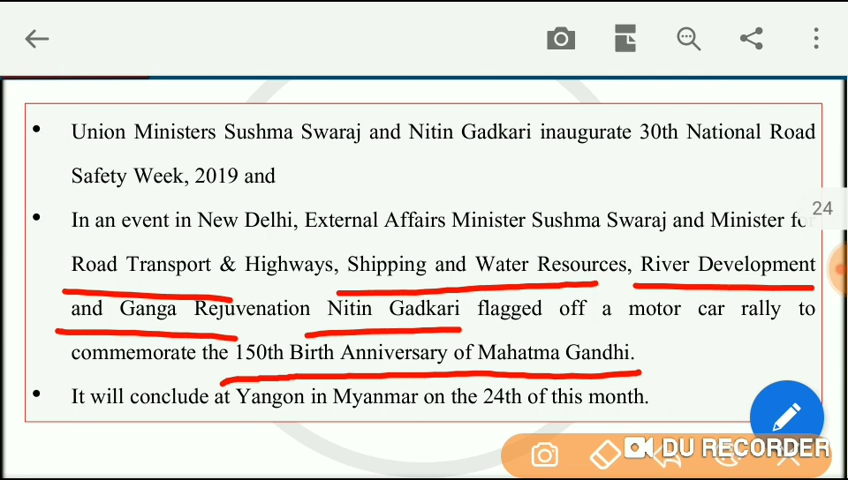 • Union Ministers Sushma Swaraj and Nitin Gadkari inaugurate 30th National Road
Safety Week, 2019 and
• In an event in New Delhi, External Affairs Minister Sushma Swaraj and Minister for
24
Road Transport & Highways, Shipping and Water Resources, River Development
and Ganga Rejuvenation Nitin Gadkari flagged off a motor car rally to
commemorate the 150th Birth Anniversary of Mahatma Gandhi.
• It will conclude at Yangon in Myanmar on the 24th of this month.
DU RECORDER